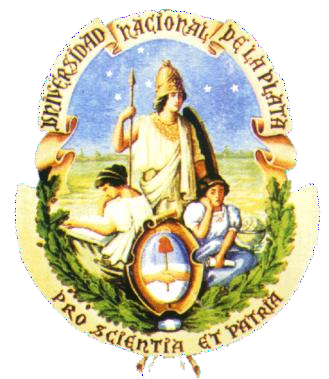 UNIVERSIDAD NACIONAL DE LA PLATA
PRO SCIENTIA ET PATRIA